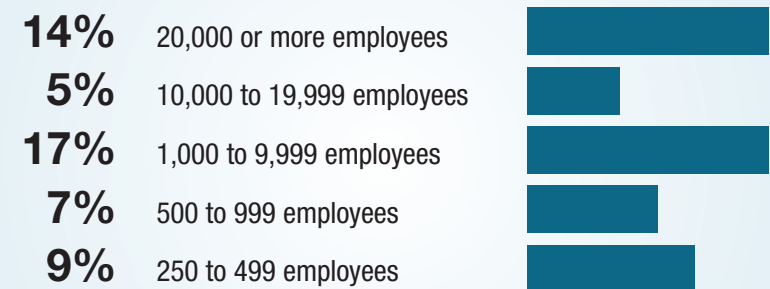 14% 20,000 or more employees
5% 10,000 to 19,999 employees
17% 1,000 to 9,999 employees
7% 500 to 999 employees
9% 250 to 499 employees